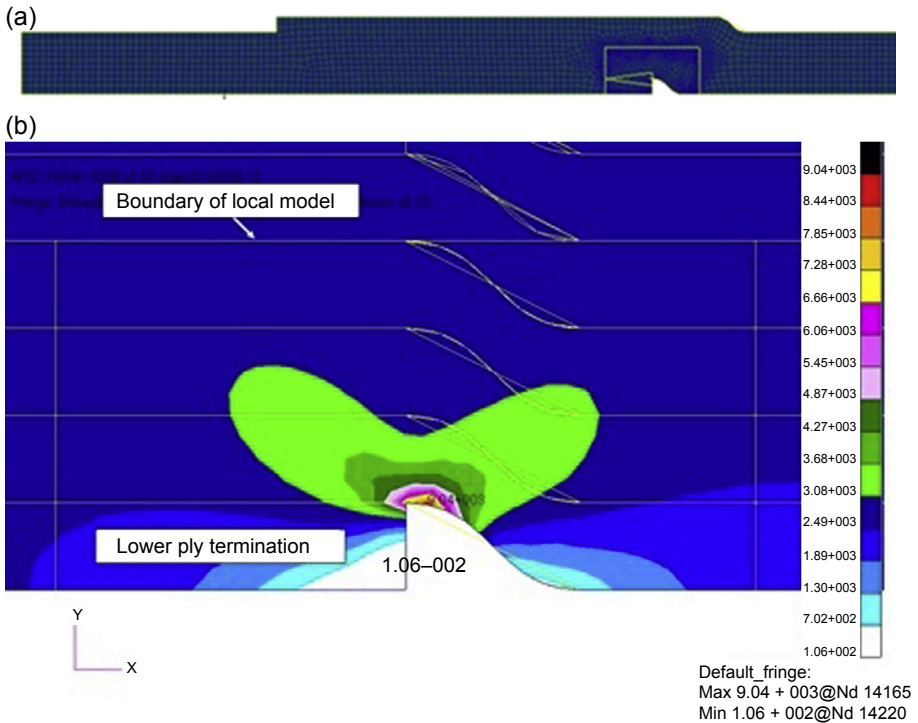 (a)
(b)
Boundary of local model
9.04+003
Lower ply termination
1.06–002
Y
X
9.04+003
8.44+003
7.85+003
7.28+003
6.66+003
6.06+003
5.45+003
4.87+003
4.27+003
3.68+003
3.08+003
2.49+003
1.89+003
1.30+003
7.02+002
1.06+002
Default_fringe:
Max 9.04 + 003@Nd 14165
Min 1.06 + 002@Nd 14220